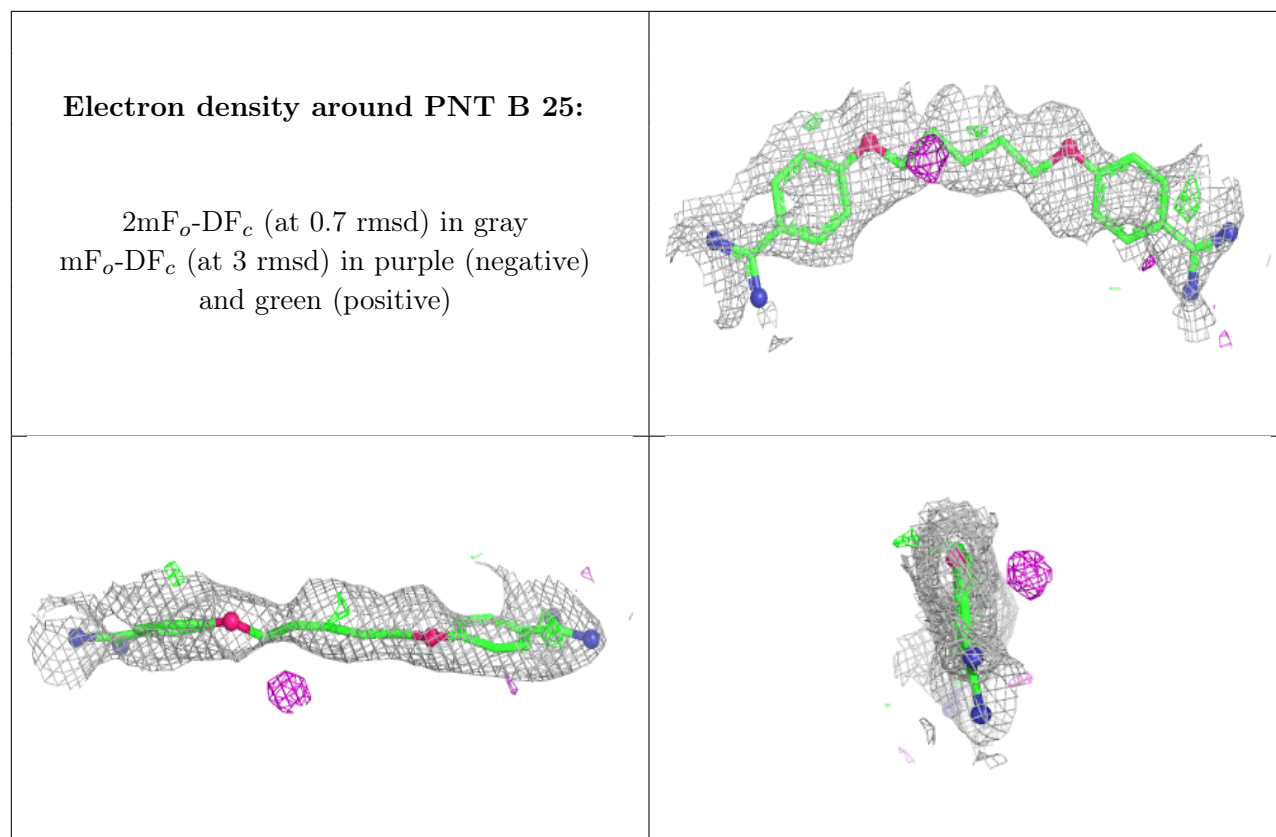 Electron density around PNT B 25:
2mFₒ-DF𝒸 (at 0.7 rmsd) in gray
mFₒ-DF𝒸 (at 3 rmsd) in purple (negative)
and green (positive)